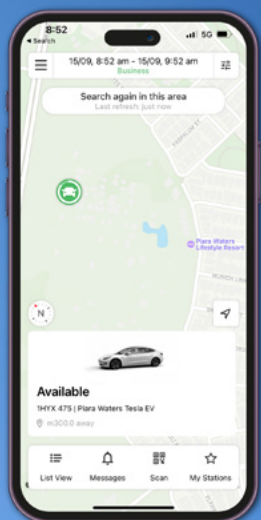 8:52
Search
5G
15/09, 8:52 am - 15/09, 9:52 am
Business
Search again in this area
Last refresh: just now
Piara Waters
Lifestyle Resort
N
Available
1HYX 475 | Piara Waters Tesla EV
m300.0 away
List View
Messages
Scan
My Stations